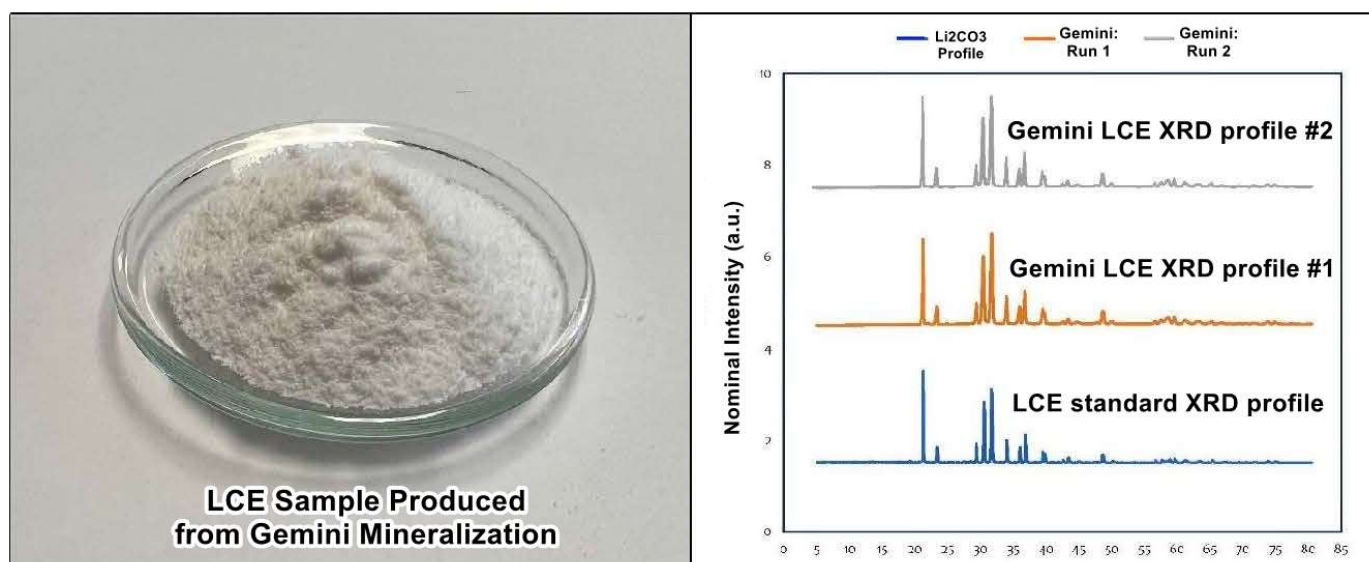 LCE Sample Produced
from Gemini Mineralization
Li2CO3
Profile
Gemini:
Run 1
Gemini:
Run 2
Nominal Intensity (a.u.)
10
8
6
4
2
0
Gemini LCE XRD profile #2
Gemini LCE XRD profile #1
LCE standard XRD profile
0 5 10 15 20 25 30 35 40 45 50 55 60 65 70 75 80 85